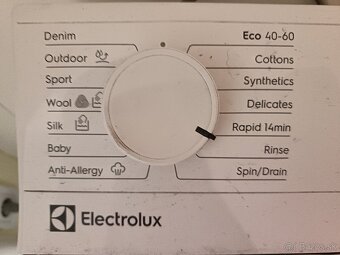 Denim
Outdoor
Sport
Wool
Silk
Baby
Anti-Allergy
Eco 40-60
Cottons
Synthetics
Delicates
Rapid 14min
Rinse
Spin/Drain
Electrolux